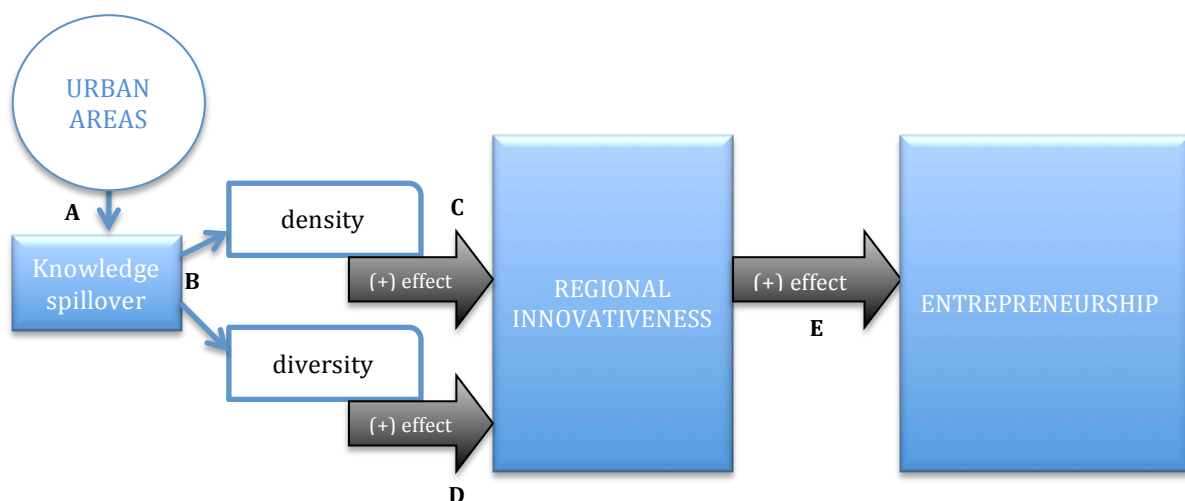 URBAN
AREAS
A
Knowledge
spillover
B
density
C
(+) effect
diversity
(+) effect
D
REGIONAL
INNOVATIVENESS
(+) effect
E
ENTREPRENEURSHIP